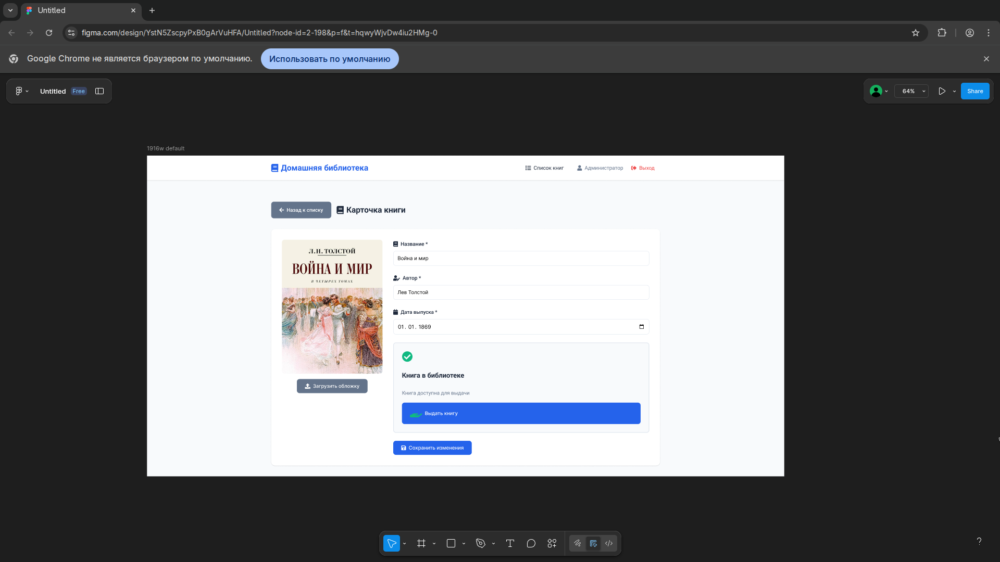 Untitled
figma.com/design/YstN5ZscpyPxB0gArVuHFA/Untitled?node-id=2-198&p=f&t=hqwyWjvDw4iu2HMg-0
Google Chrome не является браузером по умолчанию.
Использовать по умолчанию
Untitled Free
64%
Share
1916w default
Домашняя библиотека
Список книг
Администратор
Выход
Назад к списку
Карточка книги
Л.Н. ТОЛСТОЙ
ВОЙНА И МИР
В ЧЕТЫРЕХ ТОМАХ
Загрузить обложку
Название *
Война и мир
Автор *
Лев Толстой
Дата выпуска *
01. 01. 1869
Книга в библиотеке
Книга доступна для выдачи
Выдать книгу
Сохранить изменения
?